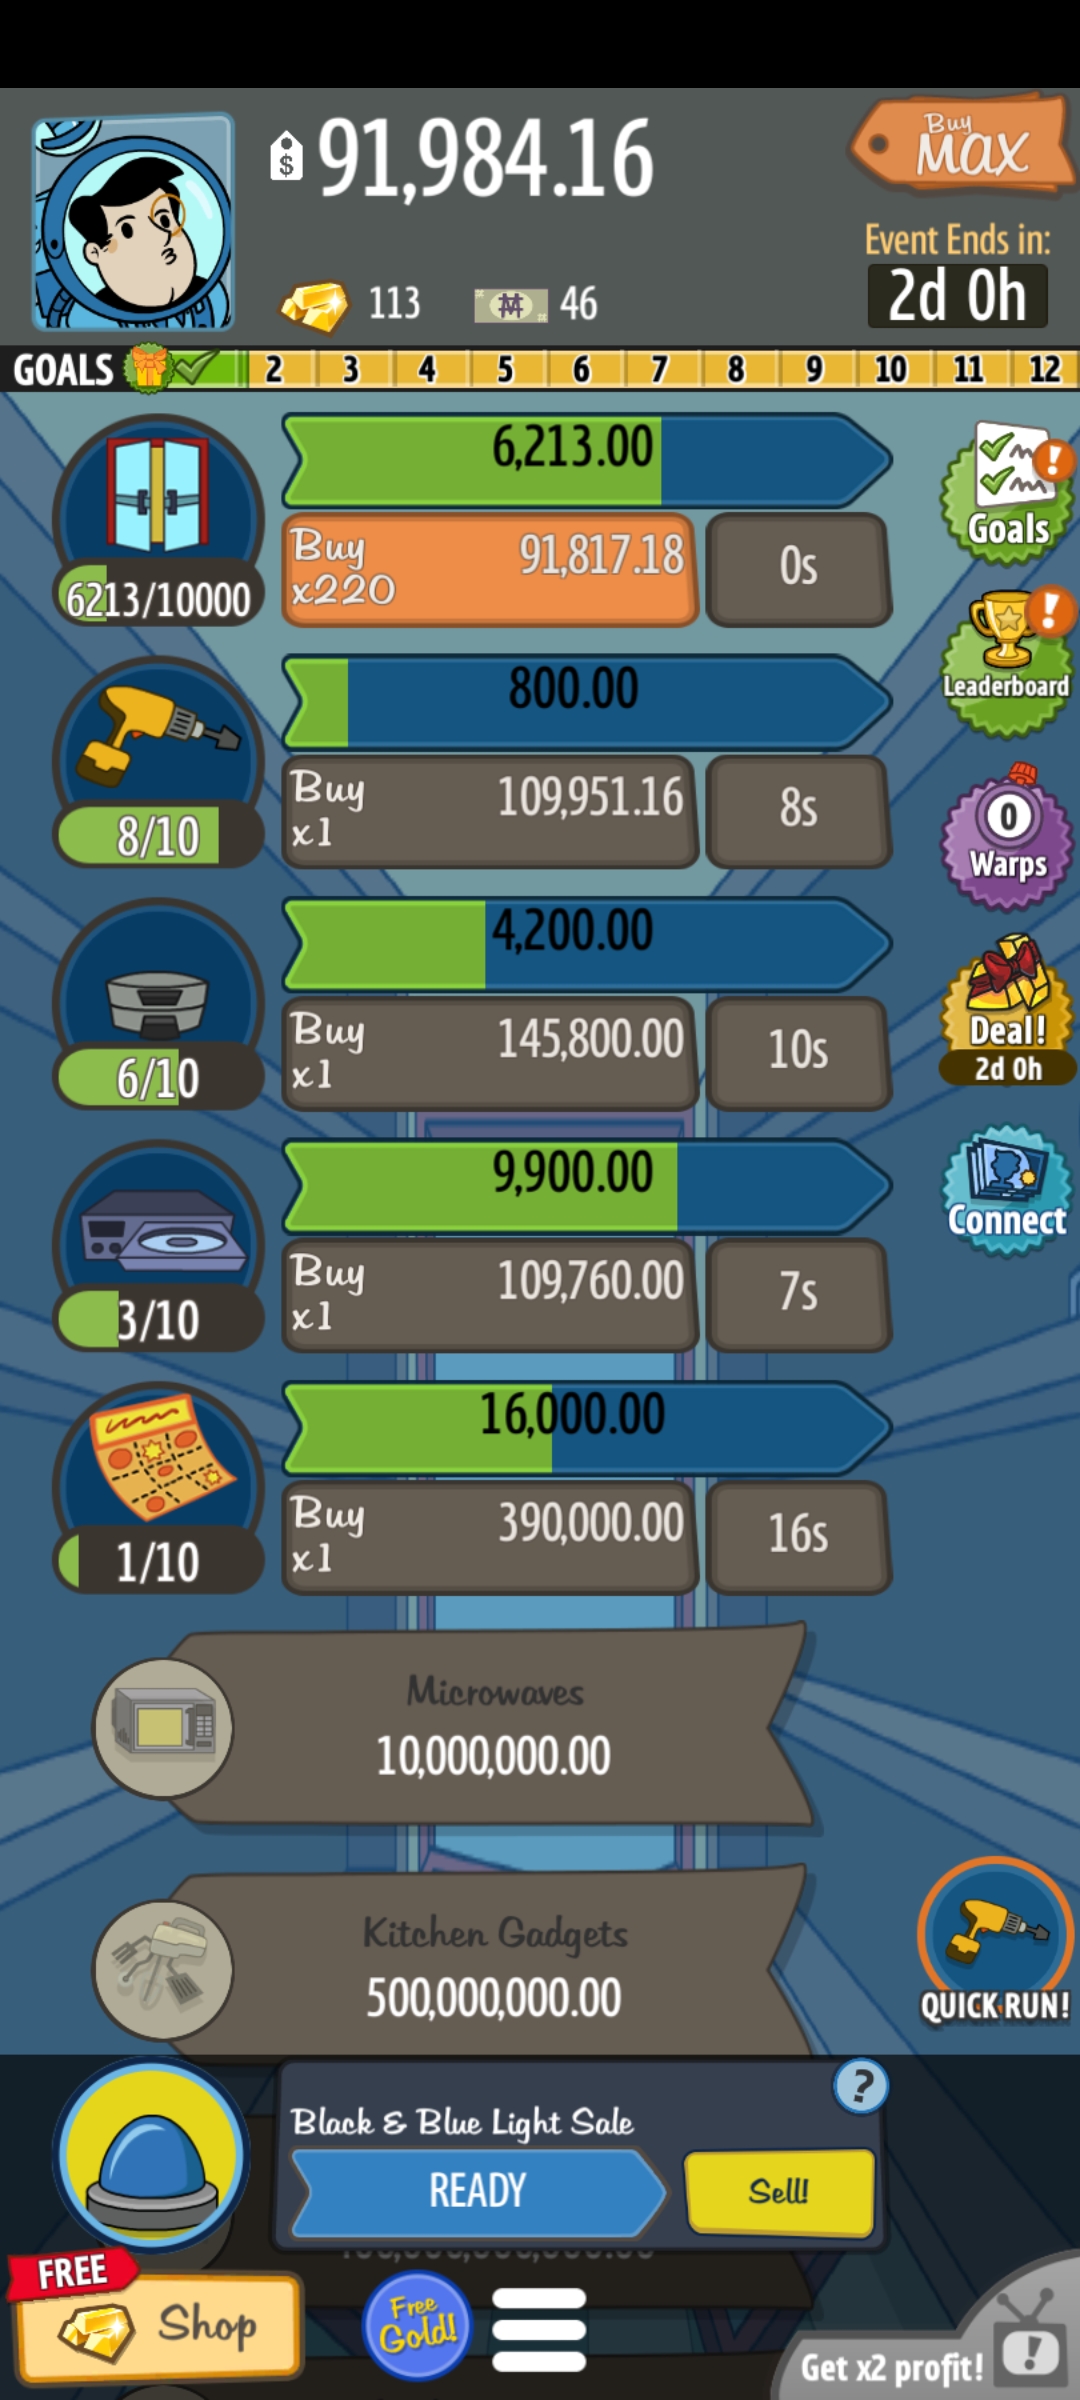 $ 91,984.16
Buy
MAX
Event Ends in:
2d 0h
113
46
GOALS 2 3 4 5 6 7 8 9 10 11 12
6,213.00
Buy
x220
91,817.18
0s
6213/10000
Goals
!
Leaderboard
!
800.00
Buy
x1
109,951.16
8s
8/10
0
Warps
4,200.00
Buy
x1
145,800.00
10s
6/10
Deal!
2d 0h
9,900.00
Buy
x1
109,760.00
7s
3/10
Connect
16,000.00
Buy
x1
390,000.00
16s
1/10
Microwaves
10,000,000.00
Kitchen Gadgets
500,000,000.00
QUICK RUN!
?
Black & Blue Light Sale
READY
Sell!
FREE
Shop
Free
Gold!
Get x2 profit!
!